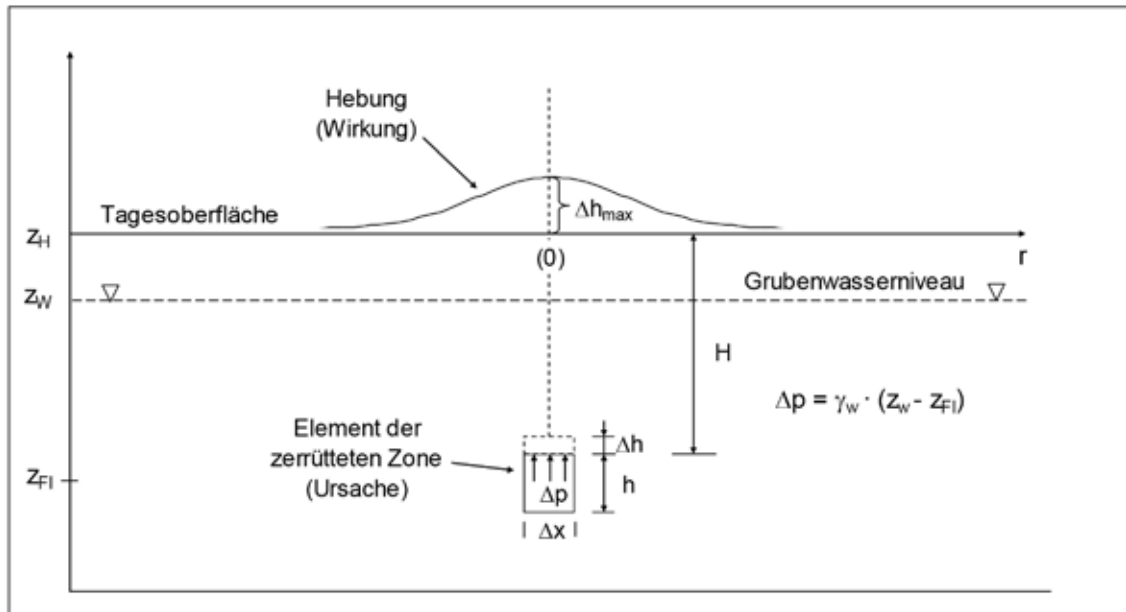 Hebung
(Wirkung)
Tagesoberfläche
Δh_max
z_H
(0)
r
z_W
Grubenwasserniveau
H
Δp = γ_w · (z_w - z_Fl)
Element der
zerrütteten Zone
(Ursache)
Δh
z_Fl
Δp
h
Δx